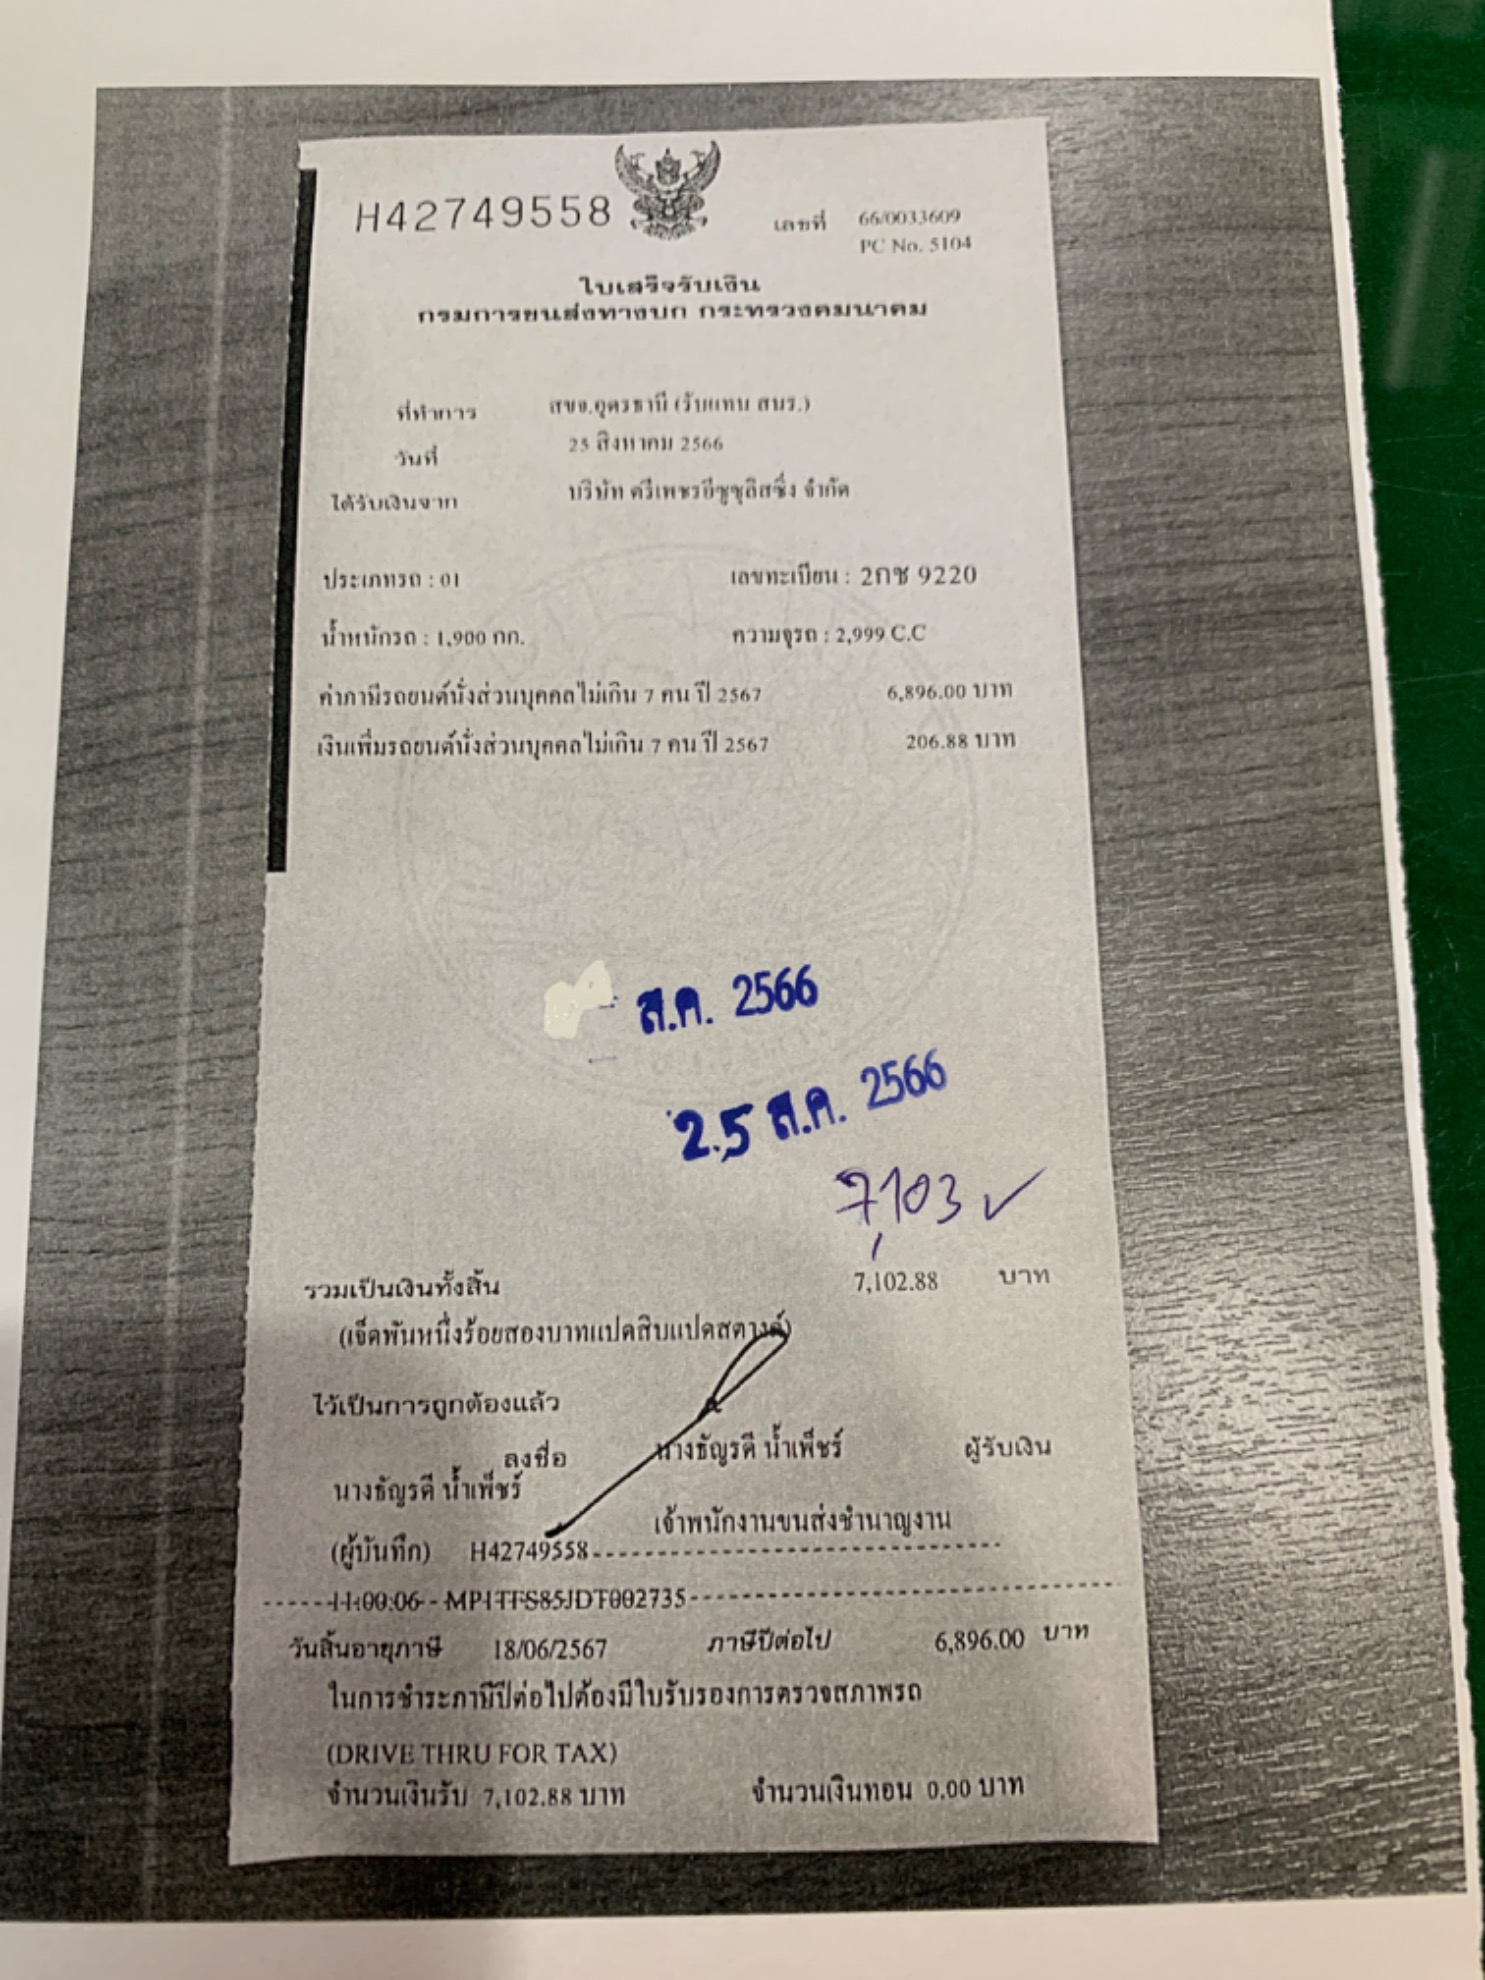 H42749558
เลขที่ 66/0033609
PC No. 5104
ใบเสร็จรับเงิน
กรมการขนส่งทางบก กระทรวงคมนาคม
ที่ทำการ สขจ.อุดรธานี (รับแทน สนร.)
วันที่ 25 สิงหาคม 2566
ได้รับเงินจาก บริษัท ตรีเพชรอีซูซุลิสซิ่ง จำกัด
ประเภทรถ : 01 เลขทะเบียน : 2กช 9220
น้ำหนักรถ : 1,900 กก. ความจุรถ : 2,999 C.C
ค่าภาษีรถยนต์นั่งส่วนบุคคลไม่เกิน 7 คน ปี 2567 6,896.00 บาท
เงินเพิ่มรถยนต์นั่งส่วนบุคคลไม่เกิน 7 คน ปี 2567 206.88 บาท
ส.ค. 2566
2.5 ส.ค. 2566
7,103 ✓
รวมเป็นเงินทั้งสิ้น 7,102.88 บาท
(เจ็ดพันหนึ่งร้อยสองบาทแปดสิบแปดสตางค์)
ไว้เป็นการถูกต้องแล้ว
ลงชื่อ นางธัญรดี น้ำเพ็ชร์ ผู้รับเงิน
นางธัญรดี น้ำเพ็ชร์
เจ้าพนักงานขนส่งชำนาญงาน
(ผู้บันทึก) H42749558
11:00:06 MP1TFS85JDT002735
วันสิ้นอายุภาษี 18/06/2567 ภาษีปีต่อไป 6,896.00 บาท
ในการชำระภาษีปีต่อไปต้องมีใบรับรองการตรวจสภาพรถ
(DRIVE THRU FOR TAX)
จำนวนเงินรับ 7,102.88 บาท จำนวนเงินทอน 0.00 บาท